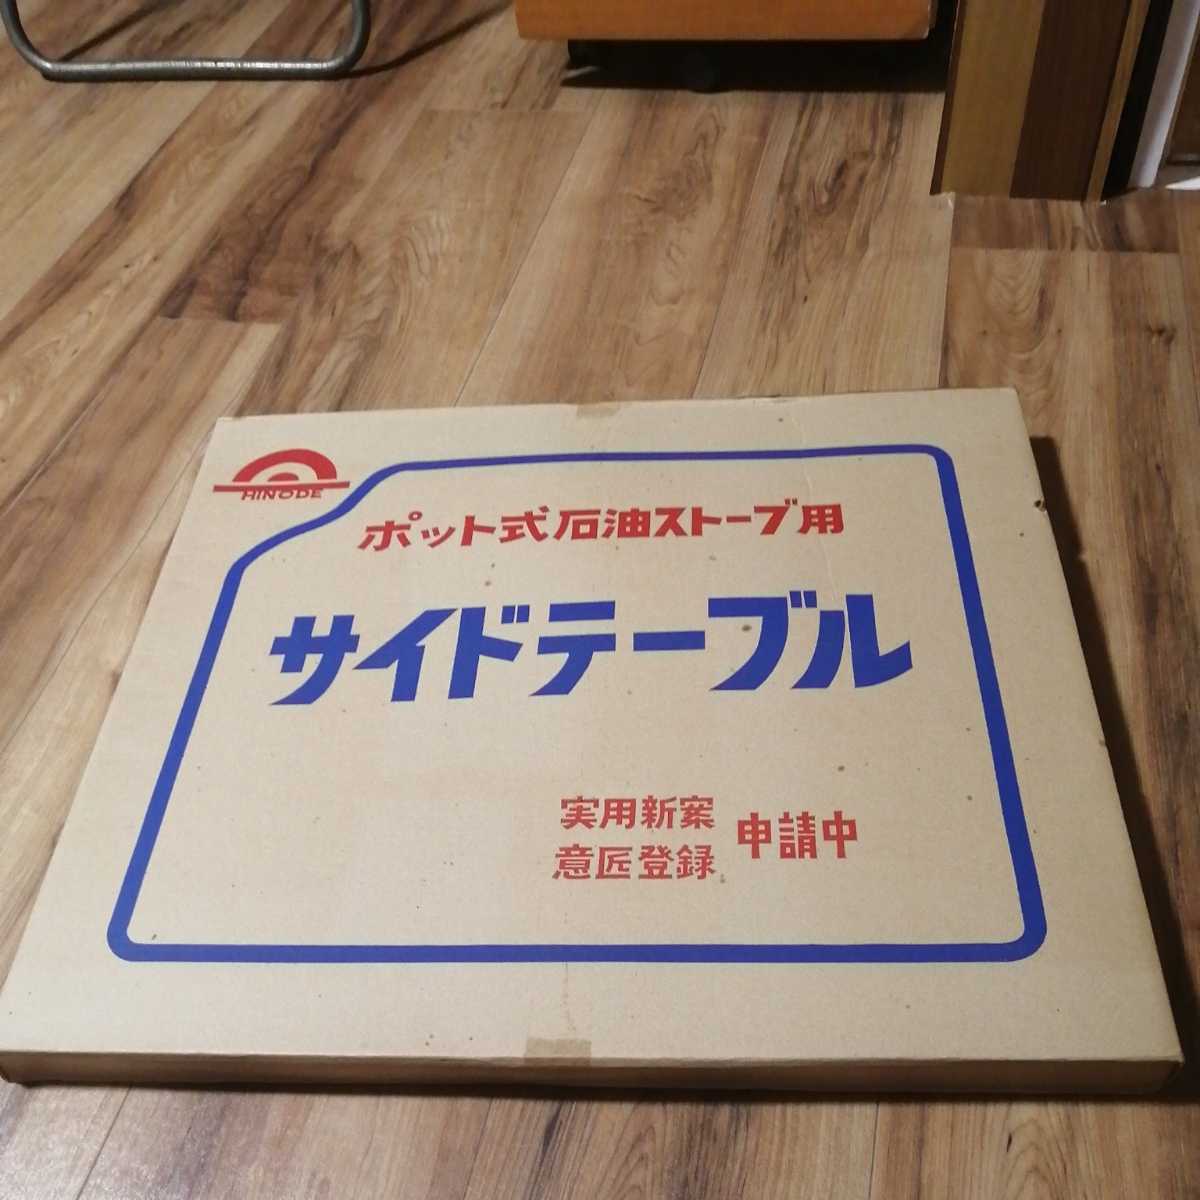 HINODE
ポット式石油ストーブ用
サイドテーブル
実用新案
意匠登録
申請中